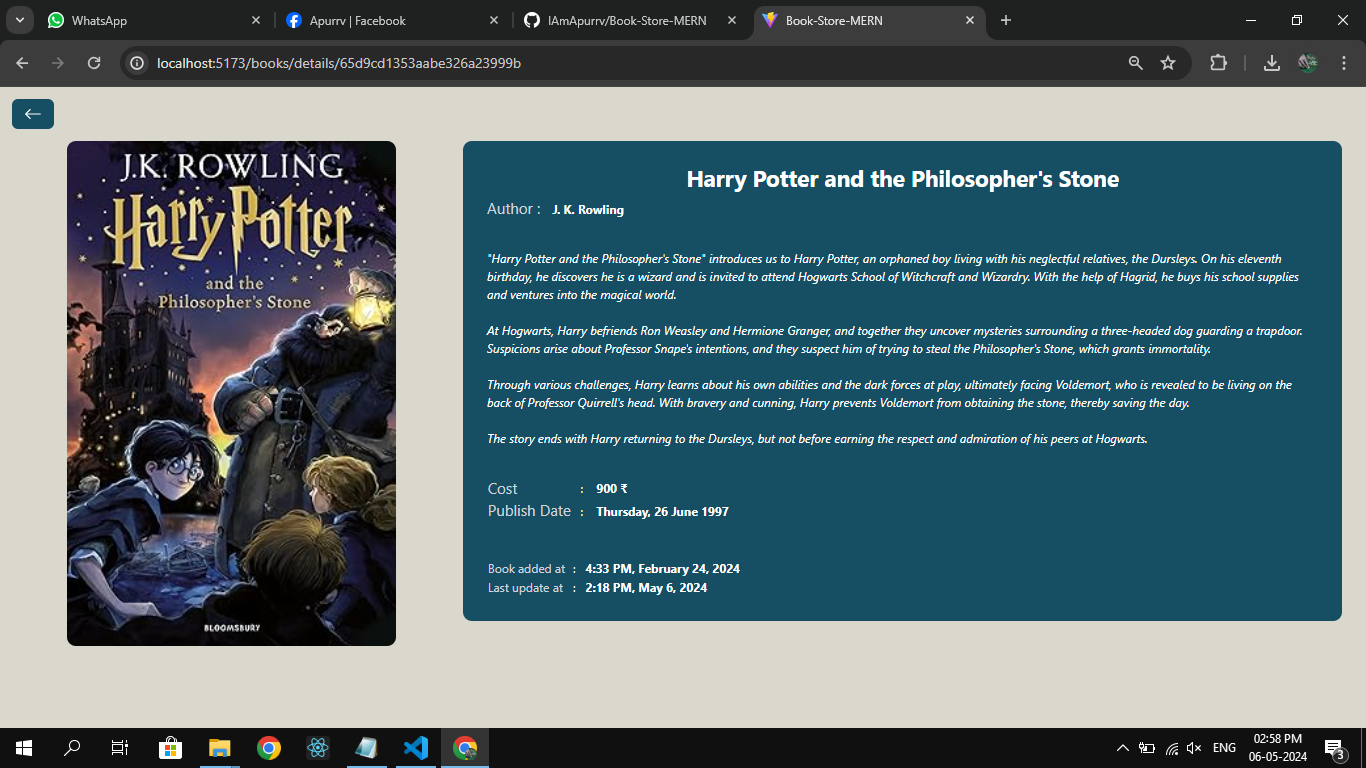 WhatsApp
Apurrv | Facebook
IAmApurrv/Book-Store-MERN
Book-Store-MERN
localhost:5173/books/details/65d9cd1353aabe326a23999b
J.K. ROWLING
Harry Potter
and the
Philosopher's Stone
BLOOMSBURY
Harry Potter and the Philosopher's Stone
Author : J. K. Rowling
"Harry Potter and the Philosopher's Stone" introduces us to Harry Potter, an orphaned boy living with his neglectful relatives, the Dursleys. On his eleventh
birthday, he discovers he is a wizard and is invited to attend Hogwarts School of Witchcraft and Wizardry. With the help of Hagrid, he buys his school supplies
and ventures into the magical world.
At Hogwarts, Harry befriends Ron Weasley and Hermione Granger, and together they uncover mysteries surrounding a three-headed dog guarding a trapdoor.
Suspicions arise about Professor Snape's intentions, and they suspect him of trying to steal the Philosopher's Stone, which grants immortality.
Through various challenges, Harry learns about his own abilities and the dark forces at play, ultimately facing Voldemort, who is revealed to be living on the
back of Professor Quirrell's head. With bravery and cunning, Harry prevents Voldemort from obtaining the stone, thereby saving the day.
The story ends with Harry returning to the Dursleys, but not before earning the respect and admiration of his peers at Hogwarts.
Cost : 900 ₹
Publish Date : Thursday, 26 June 1997
Book added at : 4:33 PM, February 24, 2024
Last update at : 2:18 PM, May 6, 2024
ENG
02:58 PM
06-05-2024
3